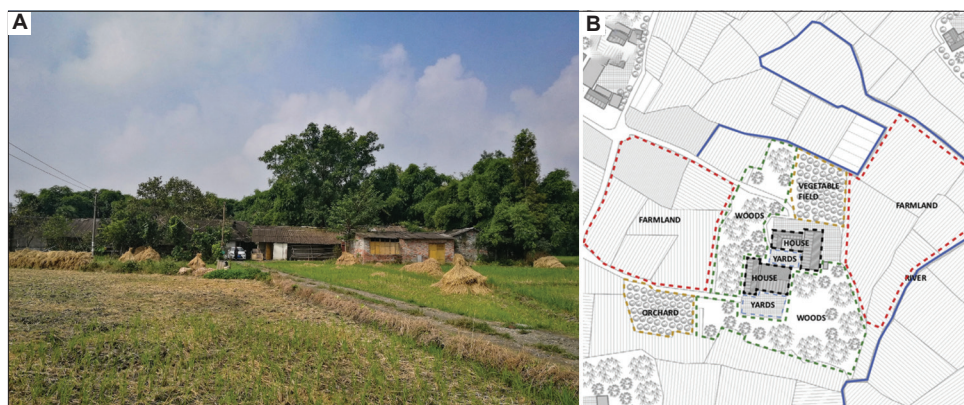 A
B
VEGETABLE
FIELD
FARMLAND
WOODS
FARMLAND
HOUSE
YARDS
HOUSE
RIVER
YARDS
ORCHARD
WOODS